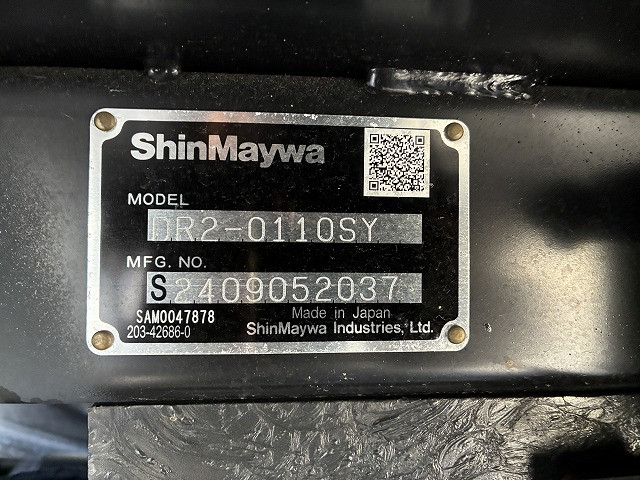 ShinMaywa
MODEL
DR2-0110SY
MFG. NO.
S2409052037
SAM0047878
203-42686-0
Made in Japan
ShinMaywa Industries, Ltd.